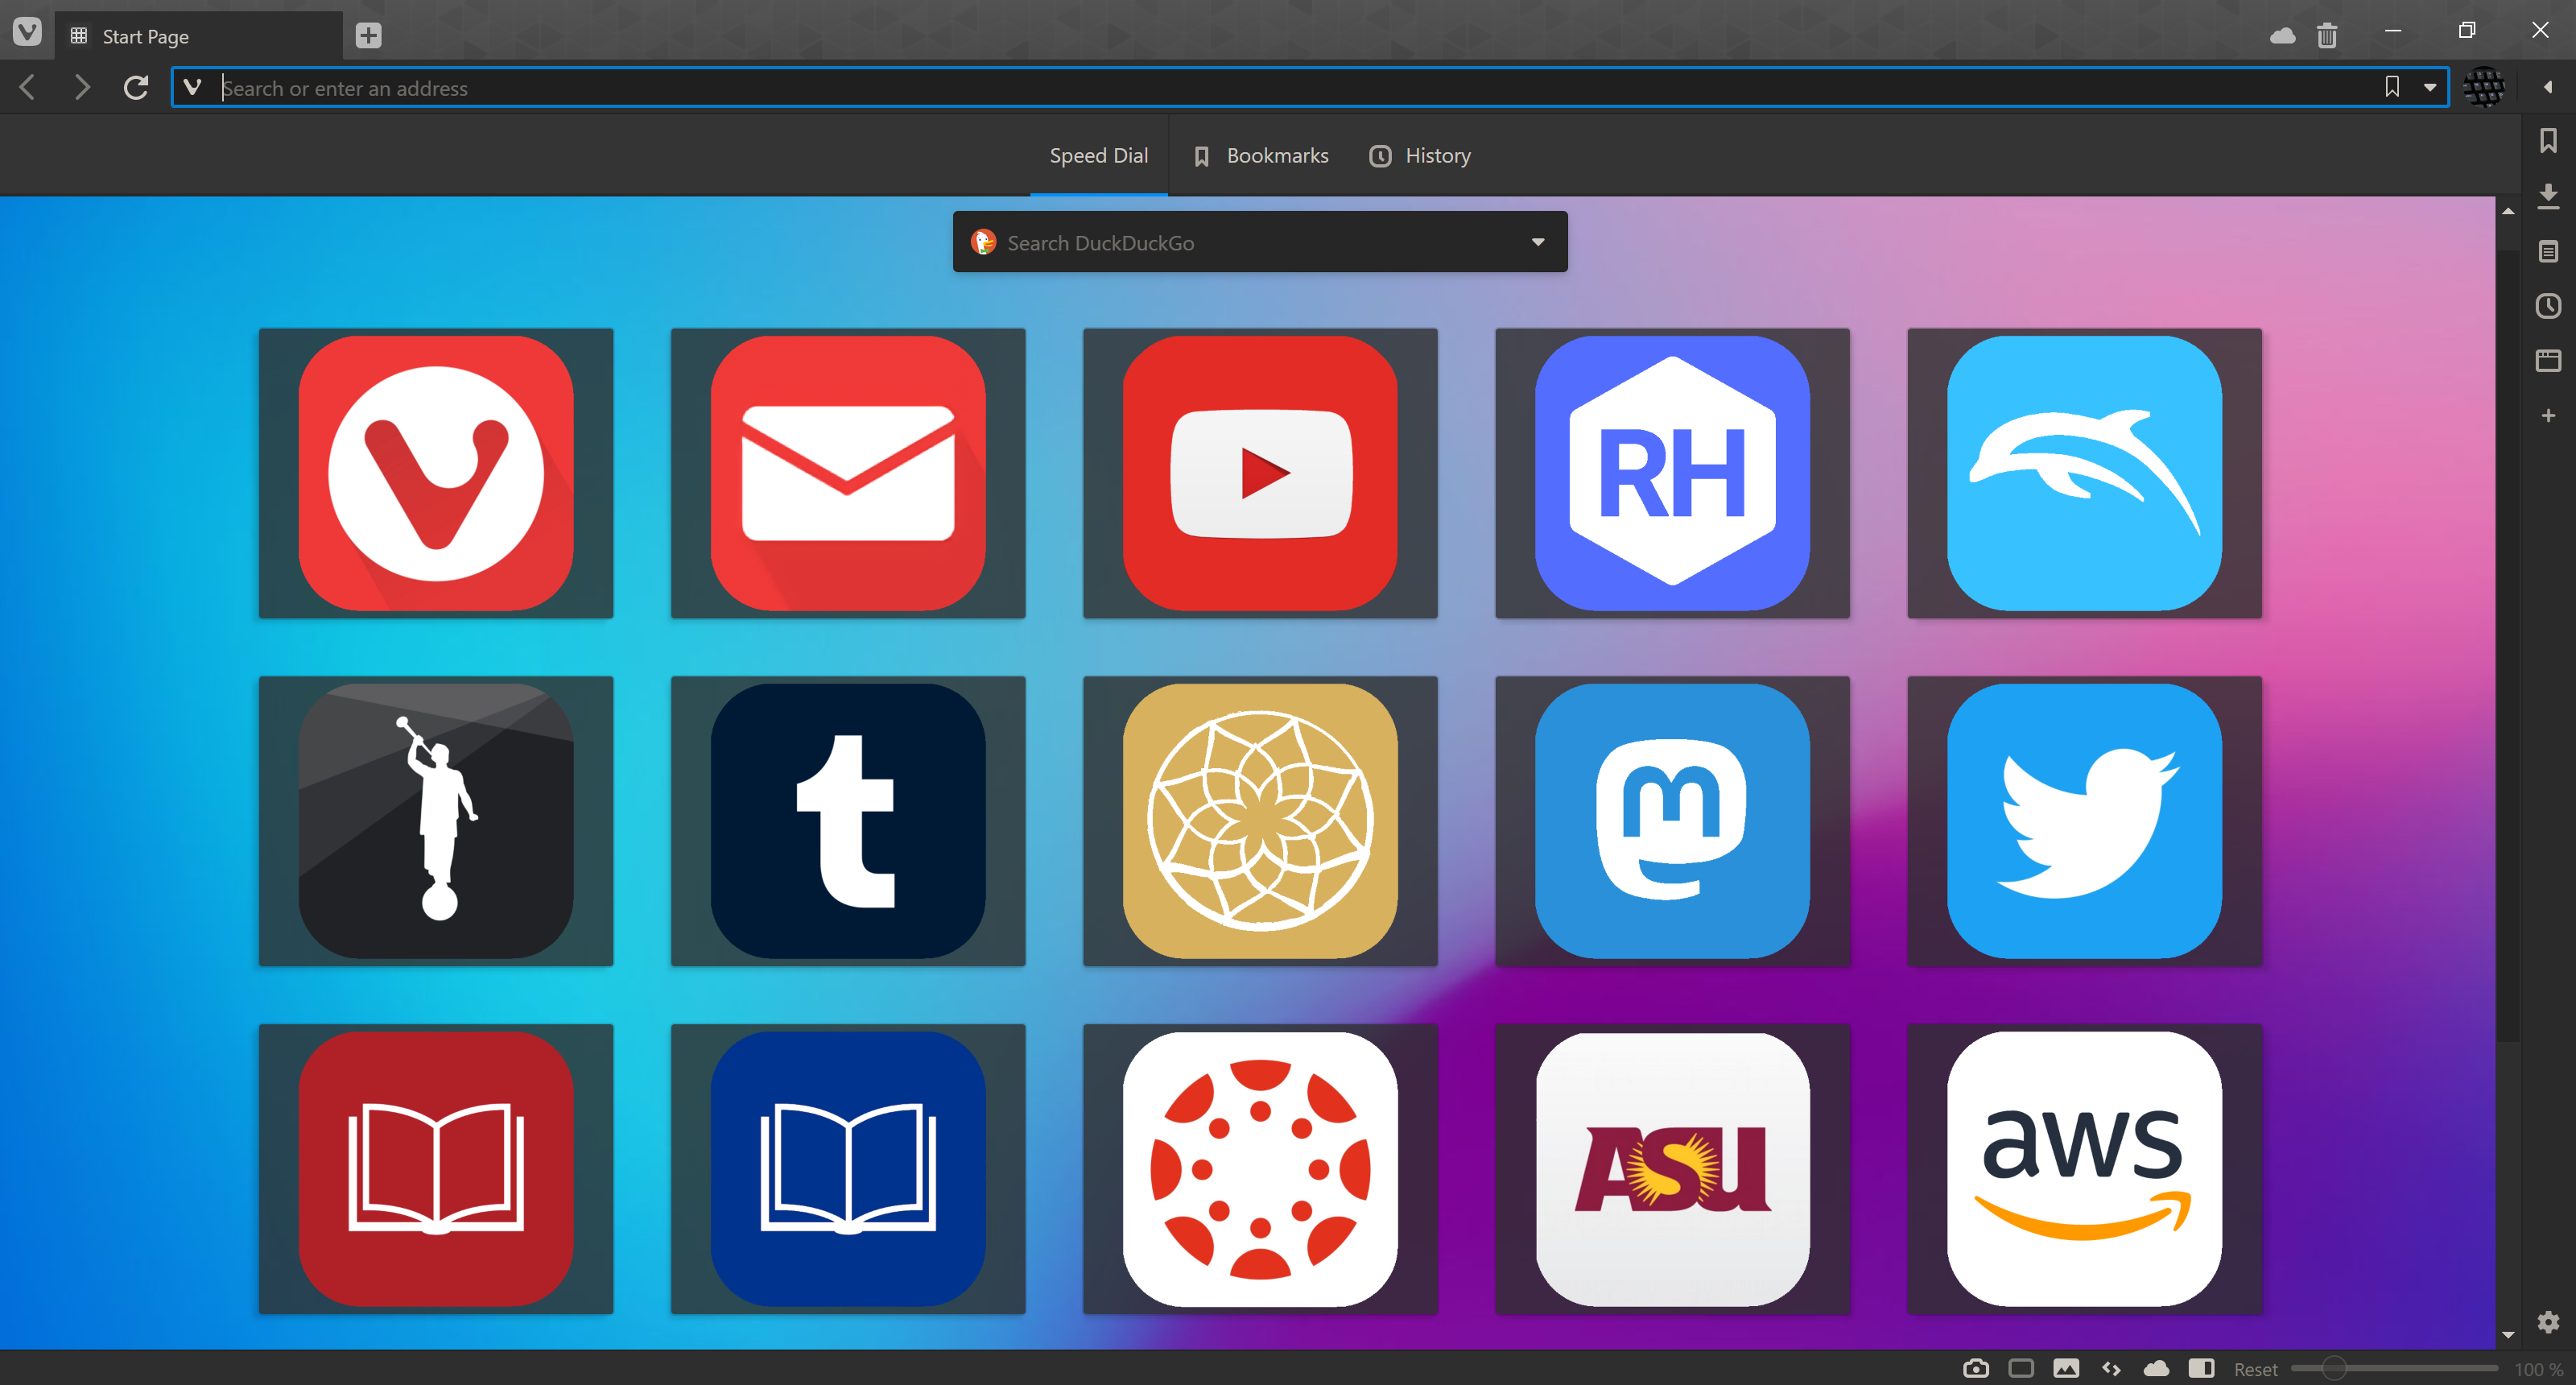 Start Page
Search or enter an address
Speed Dial
Bookmarks
History
Search DuckDuckGo
RH
t
m
ASU
aws
Reset
100 %